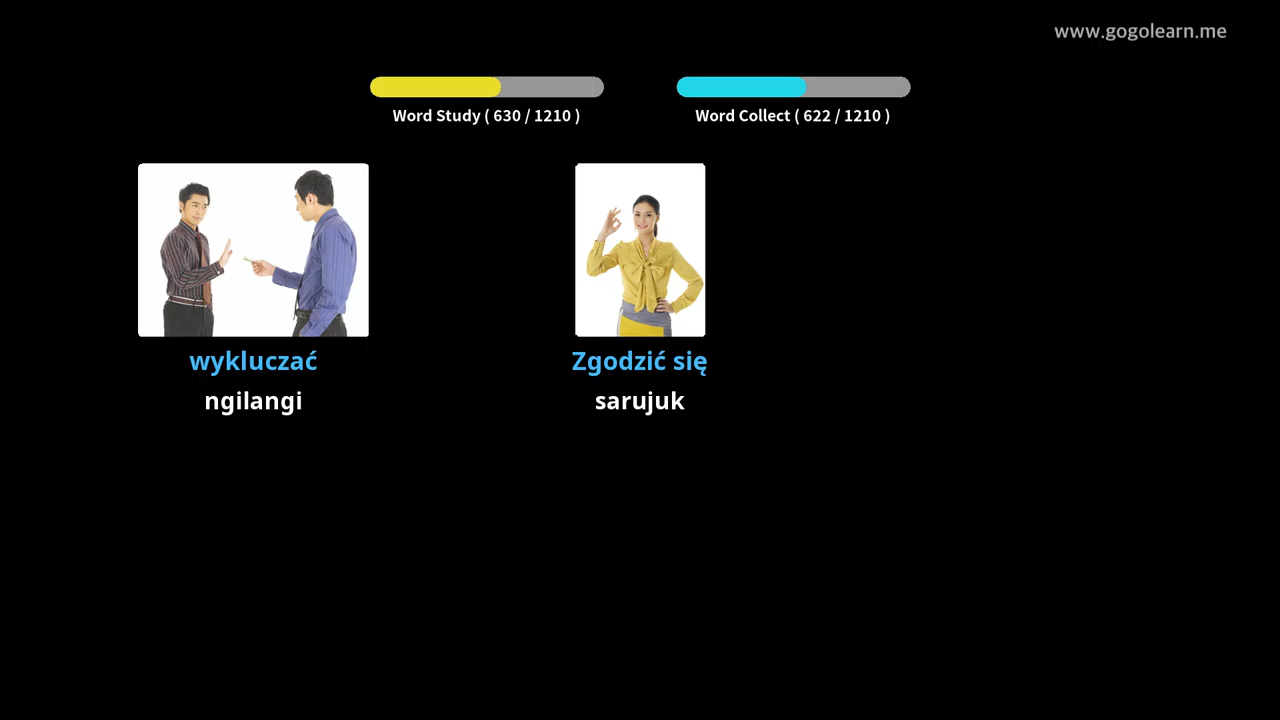 www.gogolearn.me
Word Study ( 630 / 1210 )
Word Collect ( 622 / 1210 )
wykluczać
ngilangi
Zgodzić się
sarujuk